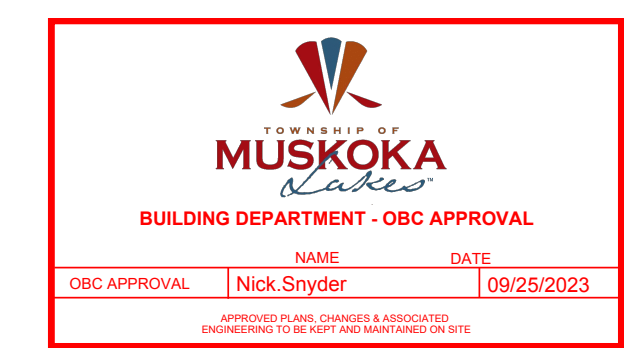 TOWNSHIP OF
MUSKOKA
Lakes™
BUILDING DEPARTMENT - OBC APPROVAL
NAME DATE
OBC APPROVAL Nick.Snyder 09/25/2023
APPROVED PLANS, CHANGES & ASSOCIATED
ENGINEERING TO BE KEPT AND MAINTAINED ON SITE